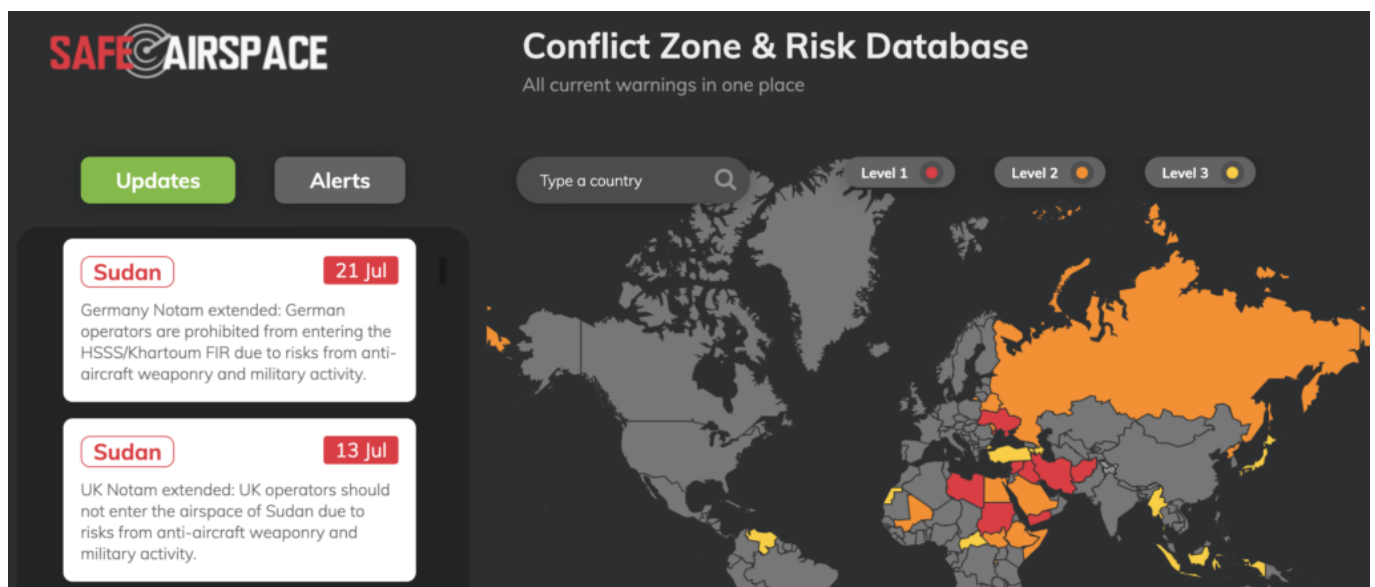 SAFE AIRSPACE
Conflict Zone & Risk Database
All current warnings in one place
Updates
Alerts
Type a country
Level 1
Level 2
Level 3
Sudan
21 Jul
Germany Notam extended: German
operators are prohibited from entering the
HSSS/Khartoum FIR due to risks from anti-
aircraft weaponry and military activity.
Sudan
13 Jul
UK Notam extended: UK operators should
not enter the airspace of Sudan due to
risks from anti-aircraft weaponry and
military activity.